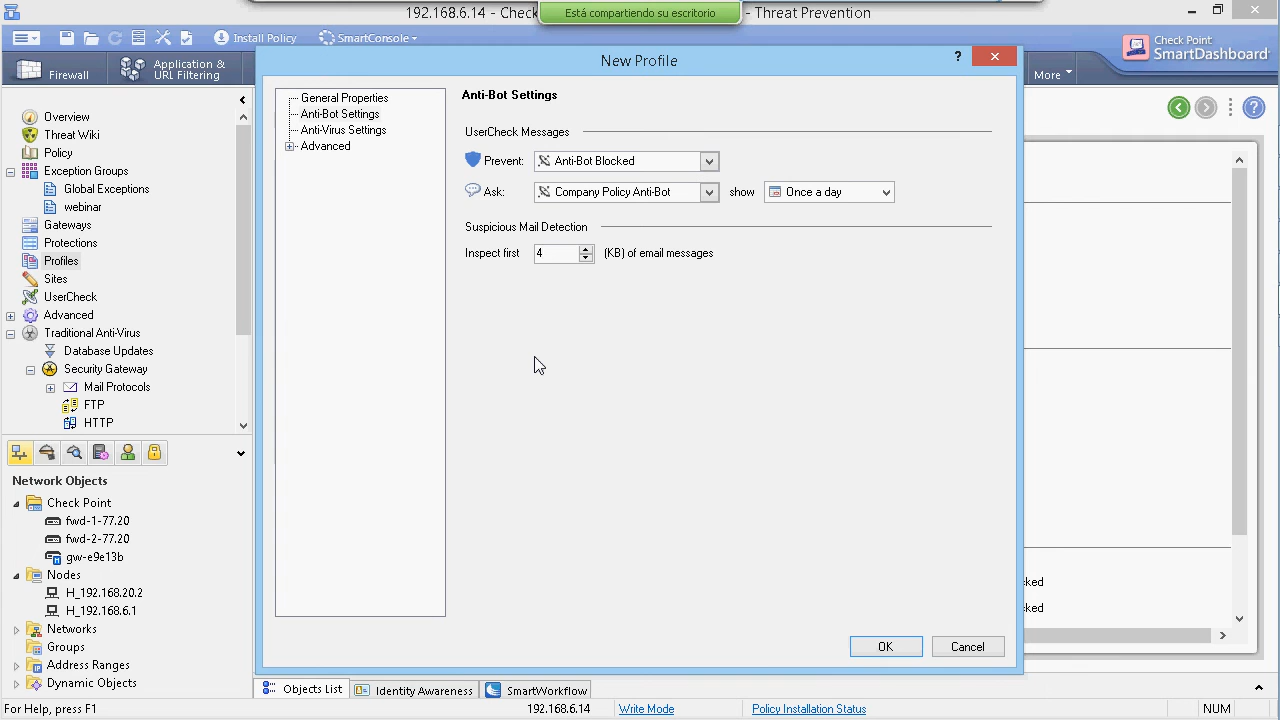 192.168.6.14 - Check
Está compartiendo su escritorio
- Threat Prevention
Install Policy
SmartConsole
Check Point
SmartDashboard
Firewall
Application &
URL Filtering
More
New Profile
?
Overview
Threat Wiki
Policy
Exception Groups
Global Exceptions
webinar
Gateways
Protections
Profiles
Sites
UserCheck
Advanced
Traditional Anti-Virus
Database Updates
Security Gateway
Mail Protocols
FTP
HTTP
Network Objects
Check Point
fwd-1-77.20
fwd-2-77.20
gw-e9e13b
Nodes
H_192.168.20.2
H_192.168.6.1
Networks
Groups
Address Ranges
Dynamic Objects
General Properties
Anti-Bot Settings
Anti-Virus Settings
Advanced
Anti-Bot Settings
UserCheck Messages
Prevent: Anti-Bot Blocked
Ask: Company Policy Anti-Bot show Once a day
Suspicious Mail Detection
Inspect first 4 (KB) of email messages
OK Cancel
cked
cked
Objects List Identity Awareness SmartWorkflow
For Help, press F1 192.168.6.14 Write Mode Policy Installation Status NUM